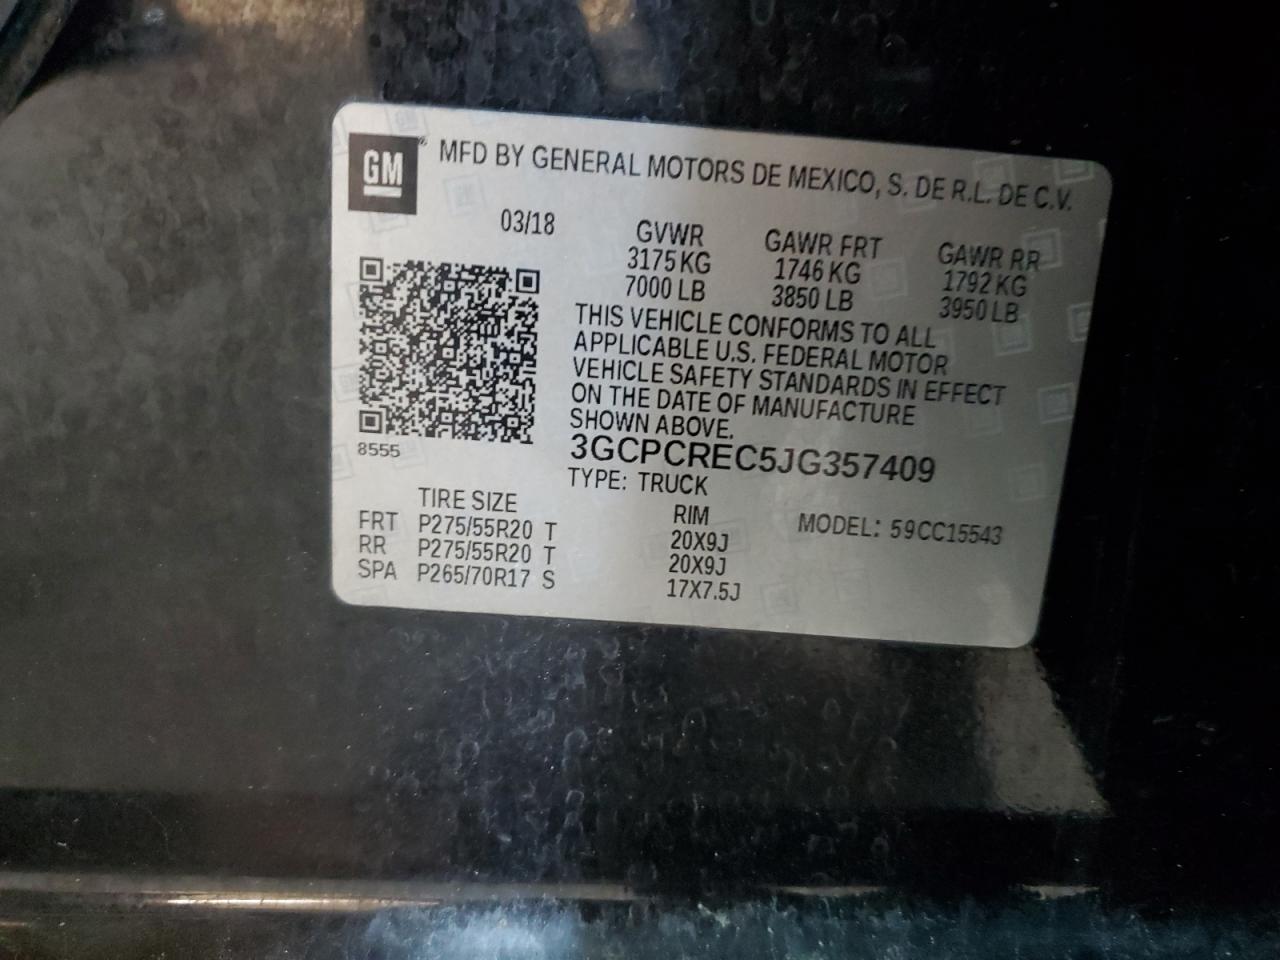 GM® MFD BY GENERAL MOTORS DE MEXICO, S. DE R.L. DE C.V.
03/18
GVWR GAWR FRT GAWR RR
3175 KG 1746 KG 1792 KG
7000 LB 3850 LB 3950 LB
THIS VEHICLE CONFORMS TO ALL
APPLICABLE U.S. FEDERAL MOTOR
VEHICLE SAFETY STANDARDS IN EFFECT
ON THE DATE OF MANUFACTURE
SHOWN ABOVE.
8555
3GCPCREC5JG357409
TYPE: TRUCK
TIRE SIZE RIM MODEL: 59CC15543
FRT P275/55R20 T 20X9J
RR P275/55R20 T 20X9J
SPA P265/70R17 S 17X7.5J